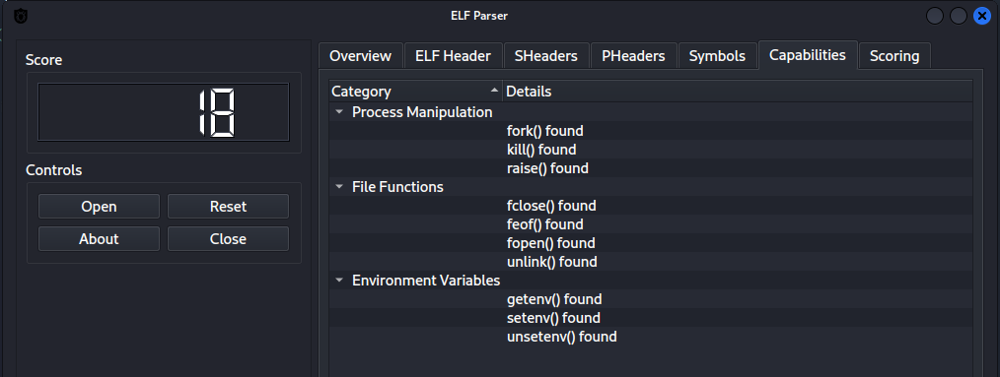 ELF Parser
Score
18
Controls
Open Reset
About Close
Overview ELF Header SHeaders PHeaders Symbols Capabilities Scoring
Category Details
Process Manipulation
fork() found
kill() found
raise() found
File Functions
fclose() found
feof() found
fopen() found
unlink() found
Environment Variables
getenv() found
setenv() found
unsetenv() found